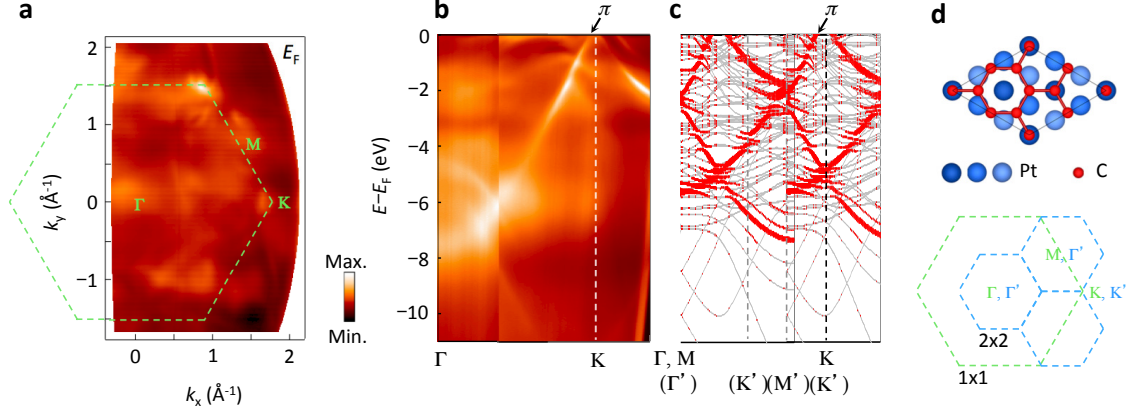 a
E_F
2
1
0
−1
k_y (Å⁻¹)
Γ
M
K
0 1 2
k_x (Å⁻¹)
Max.
Min.
b
π
0
−2
−4
−6
−8
−10
E−E_F (eV)
Γ K
c
π
Γ, M K
(Γ’) (K’)(M’) (K’)
d
Pt C
M, Γ’
Γ, Γ’ K, K’
2x2
1x1